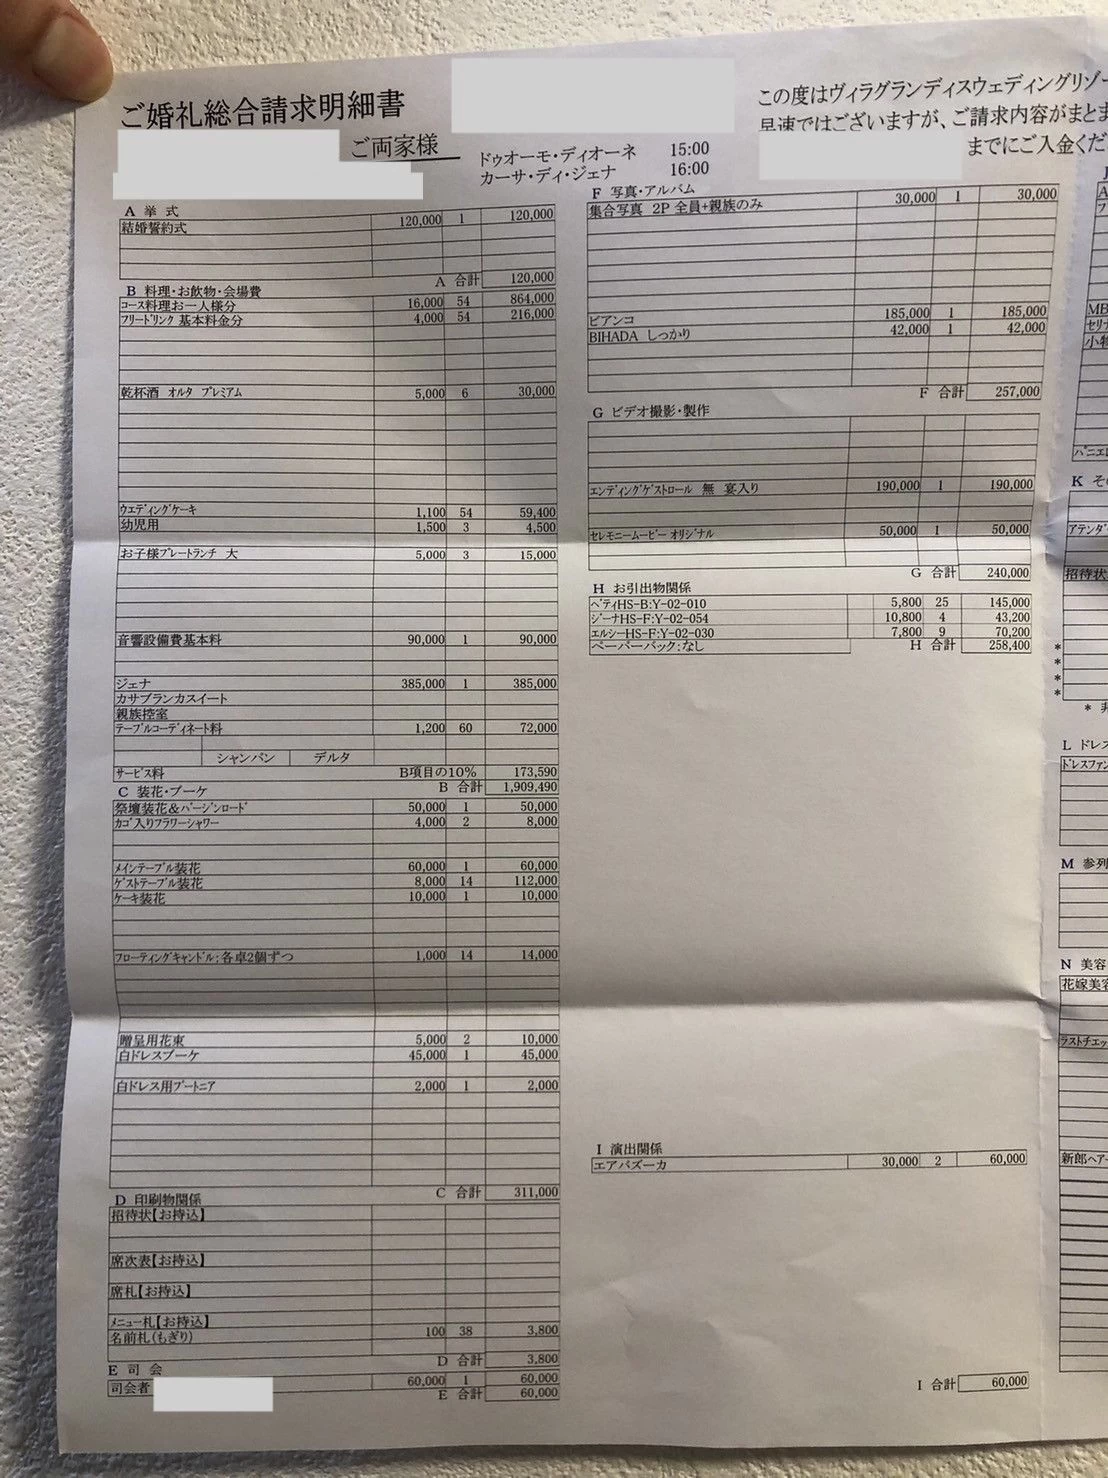 ご婚礼総合請求明細書
ご両家様
ドゥオーモ・ディオーネ 15:00
カーサ・ディ・ジェナ 16:00
この度はヴィラグランディスウェディングリゾー
早速ではございますが、ご請求内容がまとま
までにご入金くだ
A 挙 式
結婚誓約式 120,000 1 120,000
A 合計 120,000
B 料理・お飲物・会場費
コース料理お一人様分 16,000 54 864,000
フリードリンク 基本料金分 4,000 54 216,000
乾杯酒 オルタ プレミアム 5,000 6 30,000
ウエディングケーキ 1,100 54 59,400
幼児用 1,500 3 4,500
お子様プレートランチ 大 5,000 3 15,000
音響設備費基本料 90,000 1 90,000
ジェナ 385,000 1 385,000
カサブランカスイート
親族控室
テーブルコーディネート料 1,200 60 72,000
シャンパン デルタ
サービス料 B項目の10% 173,590
B 合計 1,909,490
C 装花・ブーケ
祭壇装花&バージンロード 50,000 1 50,000
カゴ入りフラワーシャワー 4,000 2 8,000
メインテーブル装花 60,000 1 60,000
ゲストテーブル装花 8,000 14 112,000
ケーキ装花 10,000 1 10,000
フローティングキャンドル:各卓2個ずつ 1,000 14 14,000
贈呈用花束 5,000 2 10,000
白ドレスブーケ 45,000 1 45,000
白ドレス用ブートニア 2,000 1 2,000
C 合計 311,000
D 印刷物関係
招待状【お持込】
席次表【お持込】
席札【お持込】
メニュー札【お持込】
名前札(もぎり) 100 38 3,800
D 合計 3,800
E 司 会
司会者 60,000 1 60,000
E 合計 60,000
F 写真・アルバム
集合写真 2P 全員+親族のみ 30,000 1 30,000
ビアンコ 185,000 1 185,000
BIHADA しっかり 42,000 1 42,000
F 合計 257,000
G ビデオ撮影・製作
エンディングゲストロール 無 宴入り 190,000 1 190,000
セレモニームービー オリジナル 50,000 1 50,000
G 合計 240,000
H お引出物関係
ペティHS-B:Y-02-010 5,800 25 145,000
ジーナHS-F:Y-02-054 10,800 4 43,200
エルシーHS-F:Y-02-030 7,800 9 70,200
ペーパーバック:なし H 合計 258,400
I 演出関係
エアバズーカ 30,000 2 60,000
I 合計 60,000
J
A
フ
MB
セリナ
小物
パニエ
K その
アテンダ
招待状
*
*
*
*
* 非
L ドレス
ドレスファン
M 参列
N 美容
花嫁美容
ラストチェッ
新郎ヘアー